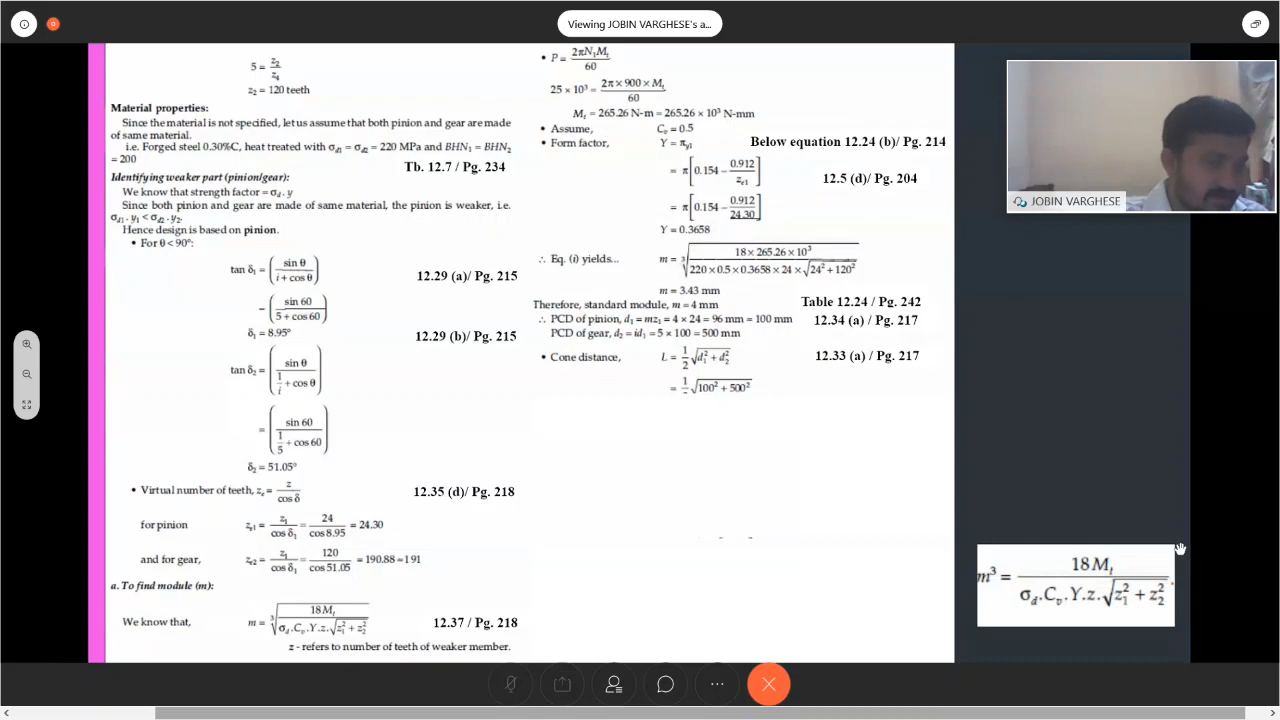 Viewing JOBIN VARGHESE's a...
5 = z₂/z₄
z₂ = 120 teeth
Material properties:
Since the material is not specified, let us assume that both pinion and gear are made
of same material.
i.e. Forged steel 0.30%C, heat treated with σd1 = σd2 = 220 MPa and BHN₁ = BHN₂
= 200
Tb. 12.7 / Pg. 234
Identifying weaker part (pinion/gear):
We know that strength factor = σd . y
Since both pinion and gear are made of same material, the pinion is weaker, i.e.
σd1 . y₁ < σd2 . y₂.
Hence design is based on pinion.
• For θ < 90°:
tan δ₁ = (sin θ / (i + cos θ)) 12.29 (a)/ Pg. 215
= (sin 60 / (5 + cos 60))
δ₁ = 8.95°
12.29 (b)/ Pg. 215
tan δ₂ = (sin θ / (1/i + cos θ))
= (sin 60 / (1/5 + cos 60))
δ₂ = 51.05°
• Virtual number of teeth, zₑ = z / cos δ 12.35 (d)/ Pg. 218
for pinion ze1 = z₁ / cos δ₁ = 24 / cos 8.95 = 24.30
and for gear, ze2 = z₁ / cos δ₁ = 120 / cos 51.05 = 190.88 ≈ 191
a. To find module (m):
We know that, m = ∛(18Mₜ / (σd.Cᵥ.Y.z.√(z₁² + z₂²))) 12.37 / Pg. 218
z - refers to number of teeth of weaker member.
• P = 2πN₁Mₜ / 60
25 × 10³ = 2π × 900 × Mₜ / 60
Mₜ = 265.26 N-m = 265.26 × 10³ N-mm
• Assume, Cᵥ = 0.5
• Form factor, Y = πy1 Below equation 12.24 (b)/ Pg. 214
= π[0.154 − 0.912 / ze1] 12.5 (d)/ Pg. 204
= π[0.154 − 0.912 / 24.30]
Y = 0.3658
∴ Eq. (i) yields... m = ∛(18 × 265.26 × 10³ / (220 × 0.5 × 0.3658 × 24 × √(24² + 120²)))
m = 3.43 mm
Therefore, standard module, m = 4 mm Table 12.24 / Pg. 242
∴ PCD of pinion, d₁ = mz₁ = 4 × 24 = 96 mm ≈ 100 mm 12.34 (a) / Pg. 217
PCD of gear, d₂ = id₁ = 5 × 100 = 500 mm
• Cone distance, L = 1/2 √(d₁² + d₂²) 12.33 (a) / Pg. 217
= 1/2 √(100² + 500²)
JOBIN VARGHESE
m³ = 18Mₜ / (σd.Cᵥ.Y.z.√(z₁² + z₂²))